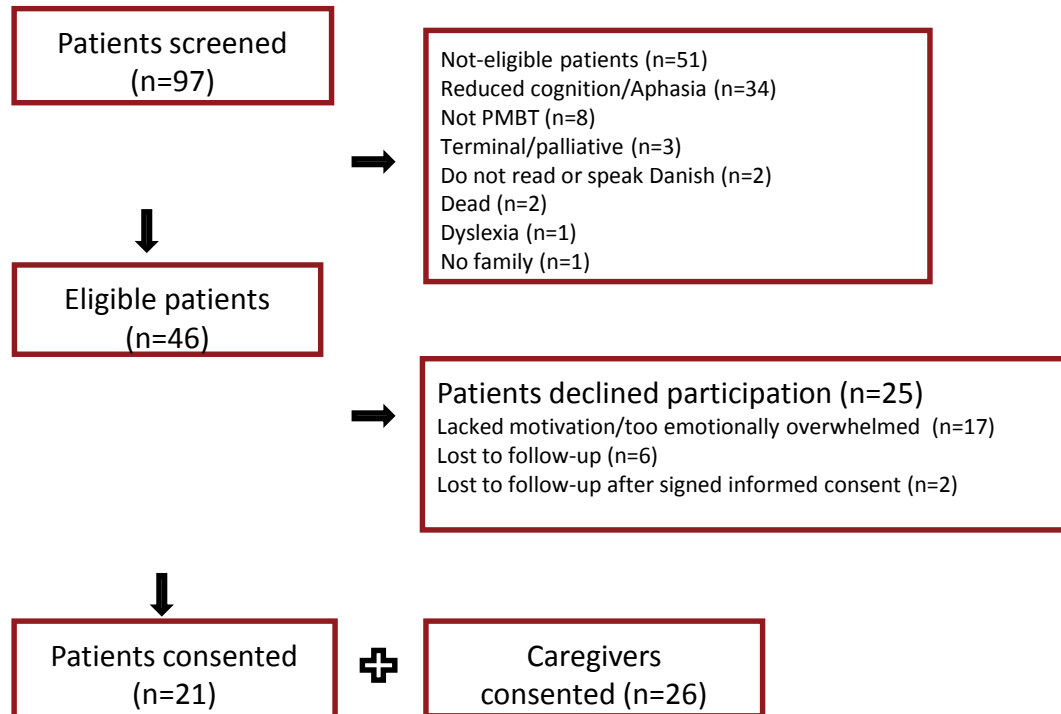 Patients screened
(n=97)
Not-eligible patients (n=51)
Reduced cognition/Aphasia (n=34)
Not PMBT (n=8)
Terminal/palliative (n=3)
Do not read or speak Danish (n=2)
Dead (n=2)
Dyslexia (n=1)
No family (n=1)
Eligible patients
(n=46)
Patients declined participation (n=25)
Lacked motivation/too emotionally overwhelmed (n=17)
Lost to follow-up (n=6)
Lost to follow-up after signed informed consent (n=2)
Patients consented
(n=21)
Caregivers
consented (n=26)